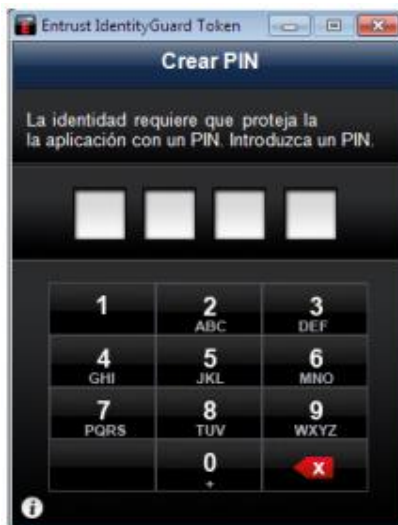 Entrust IdentityGuard Token
Crear PIN
La identidad requiere que proteja la
la aplicación con un PIN. Introduzca un PIN.
1 2 3
ABC DEF
4 5 6
GHI JKL MNO
7 8 9
PQRS TUV WXYZ
0 X
+
i